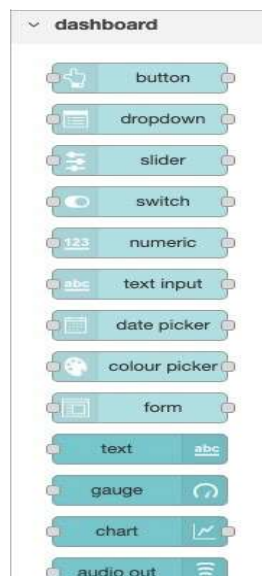 dashboard
button
dropdown
slider
switch
123 numeric
abc text input
date picker
colour picker
form
text abc
gauge
chart
audio out